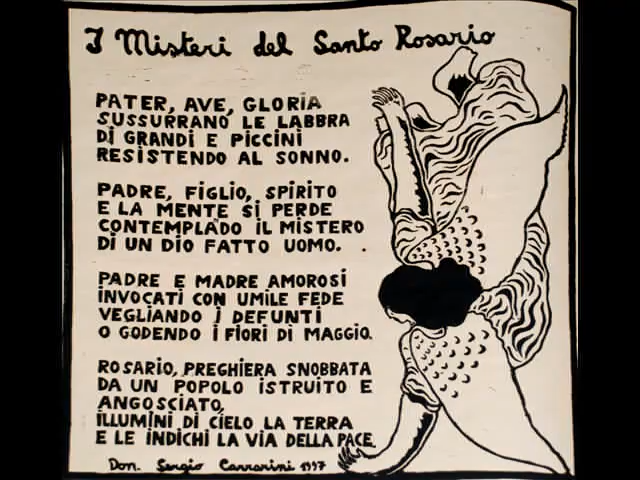 I Misteri del Santo Rosario
PATER, AVE, GLORIA
SUSSURRANO LE LABBRA
DI GRANDI E PICCINI
RESISTENDO AL SONNO.
PADRE, FIGLIO, SPIRITO
E LA MENTE SI PERDE
CONTEMPLADO IL MISTERO
DI UN DIO FATTO UOMO.
PADRE E MADRE AMOROSI
INVOCATI CON UMILE FEDE
VEGLIANDO I DEFUNTI
O GODENDO I FIORI DI MAGGIO.
ROSARIO, PREGHIERA SNOBBATA
DA UN POPOLO ISTRUITO E
ANGOSCIATO,
ILLUMINI DI CIELO LA TERRA
E LE INDICHI LA VIA DELLA PACE.
Don. Sergio Carrarini 1997